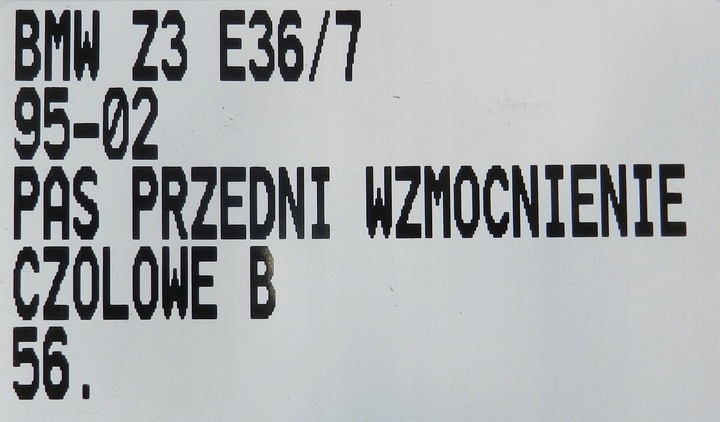 BMW Z3 E36/7
95-02
PAS PRZEDNI WZMOCNIENIE
CZOLOWE B
56.